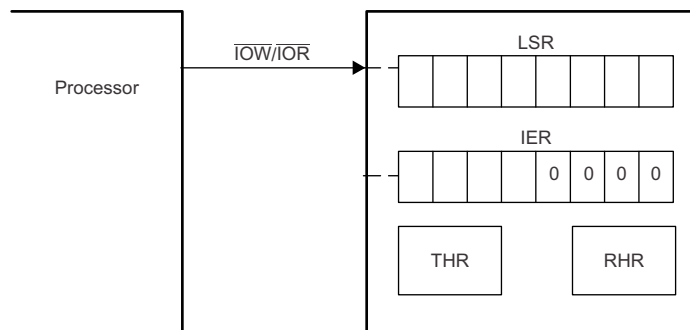 LSR
IOW/IOR
Processor
IER
0 0 0 0
THR RHR